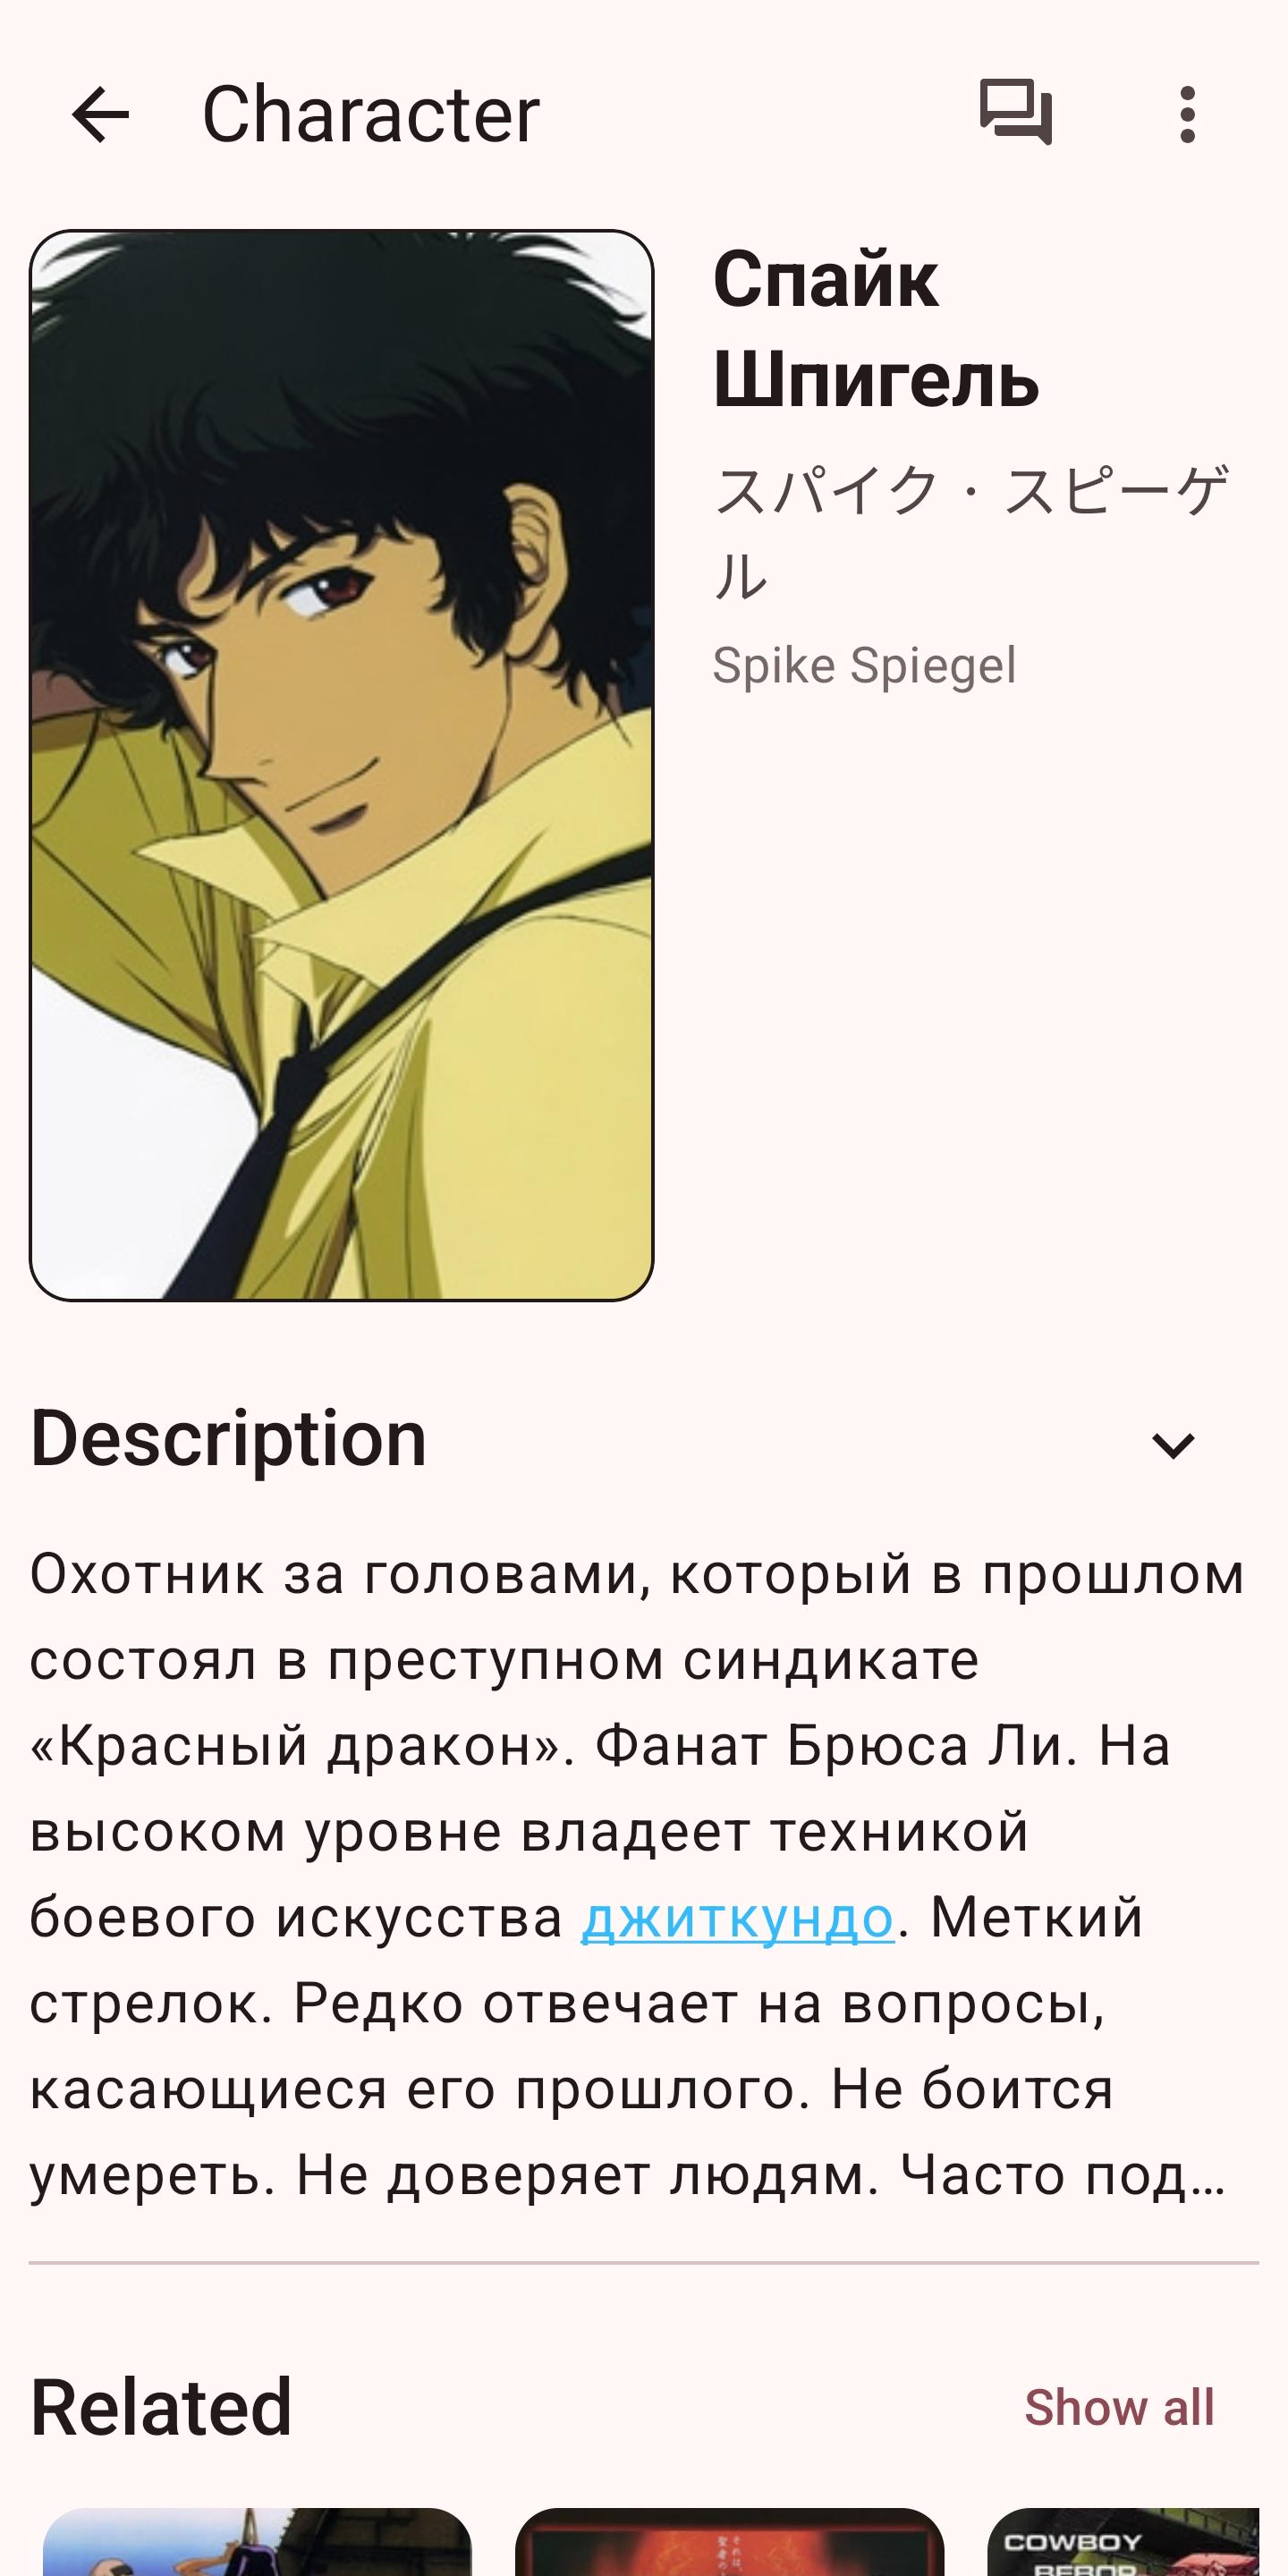 Character
Спайк
Шпигель
スパイク・スピーゲ
ル
Spike Spiegel
Description
Охотник за головами, который в прошлом
состоял в преступном синдикате
«Красный дракон». Фанат Брюса Ли. На
высоком уровне владеет техникой
боевого искусства джиткундо. Меткий
стрелок. Редко отвечает на вопросы,
касающиеся его прошлого. Не боится
умереть. Не доверяет людям. Часто под…
Related
Show all
COWBOY
BEBOP